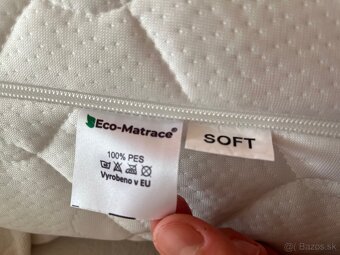 Eco-Matrace®
SOFT
100% PES
Vyrobeno v EU
Bazos.sk